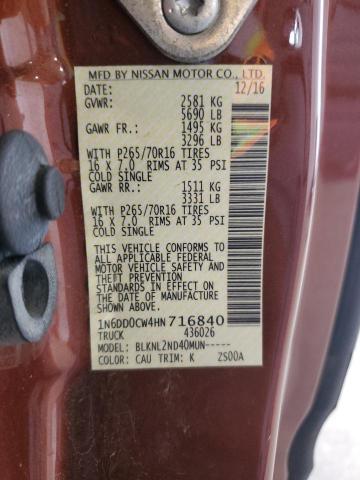 MFD BY NISSAN MOTOR CO., LTD.
DATE: 12/16
GVWR: 2581 KG
5690 LB
GAWR FR: 1495 KG
3296 LB
WITH P265/70R16 TIRES
16 X 7.0 RIMS AT 35 PSI
COLD SINGLE
GAWR RR: 1511 KG
3331 LB
WITH P265/70R16 TIRES
16 X 7.0 RIMS AT 35 PSI
COLD SINGLE
THIS VEHICLE CONFORMS TO
ALL APPLICABLE FEDERAL
MOTOR VEHICLE SAFETY
STANDARDS IN EFFECT ON
THE DATE OF MANUFACTURE
SHOWN ABOVE.
1N6DD0CW4HN716840
TRUCK 436026
MODEL: BLKNL2ND40MUN-----
COLOR: CAU TRIM: K ZS00A